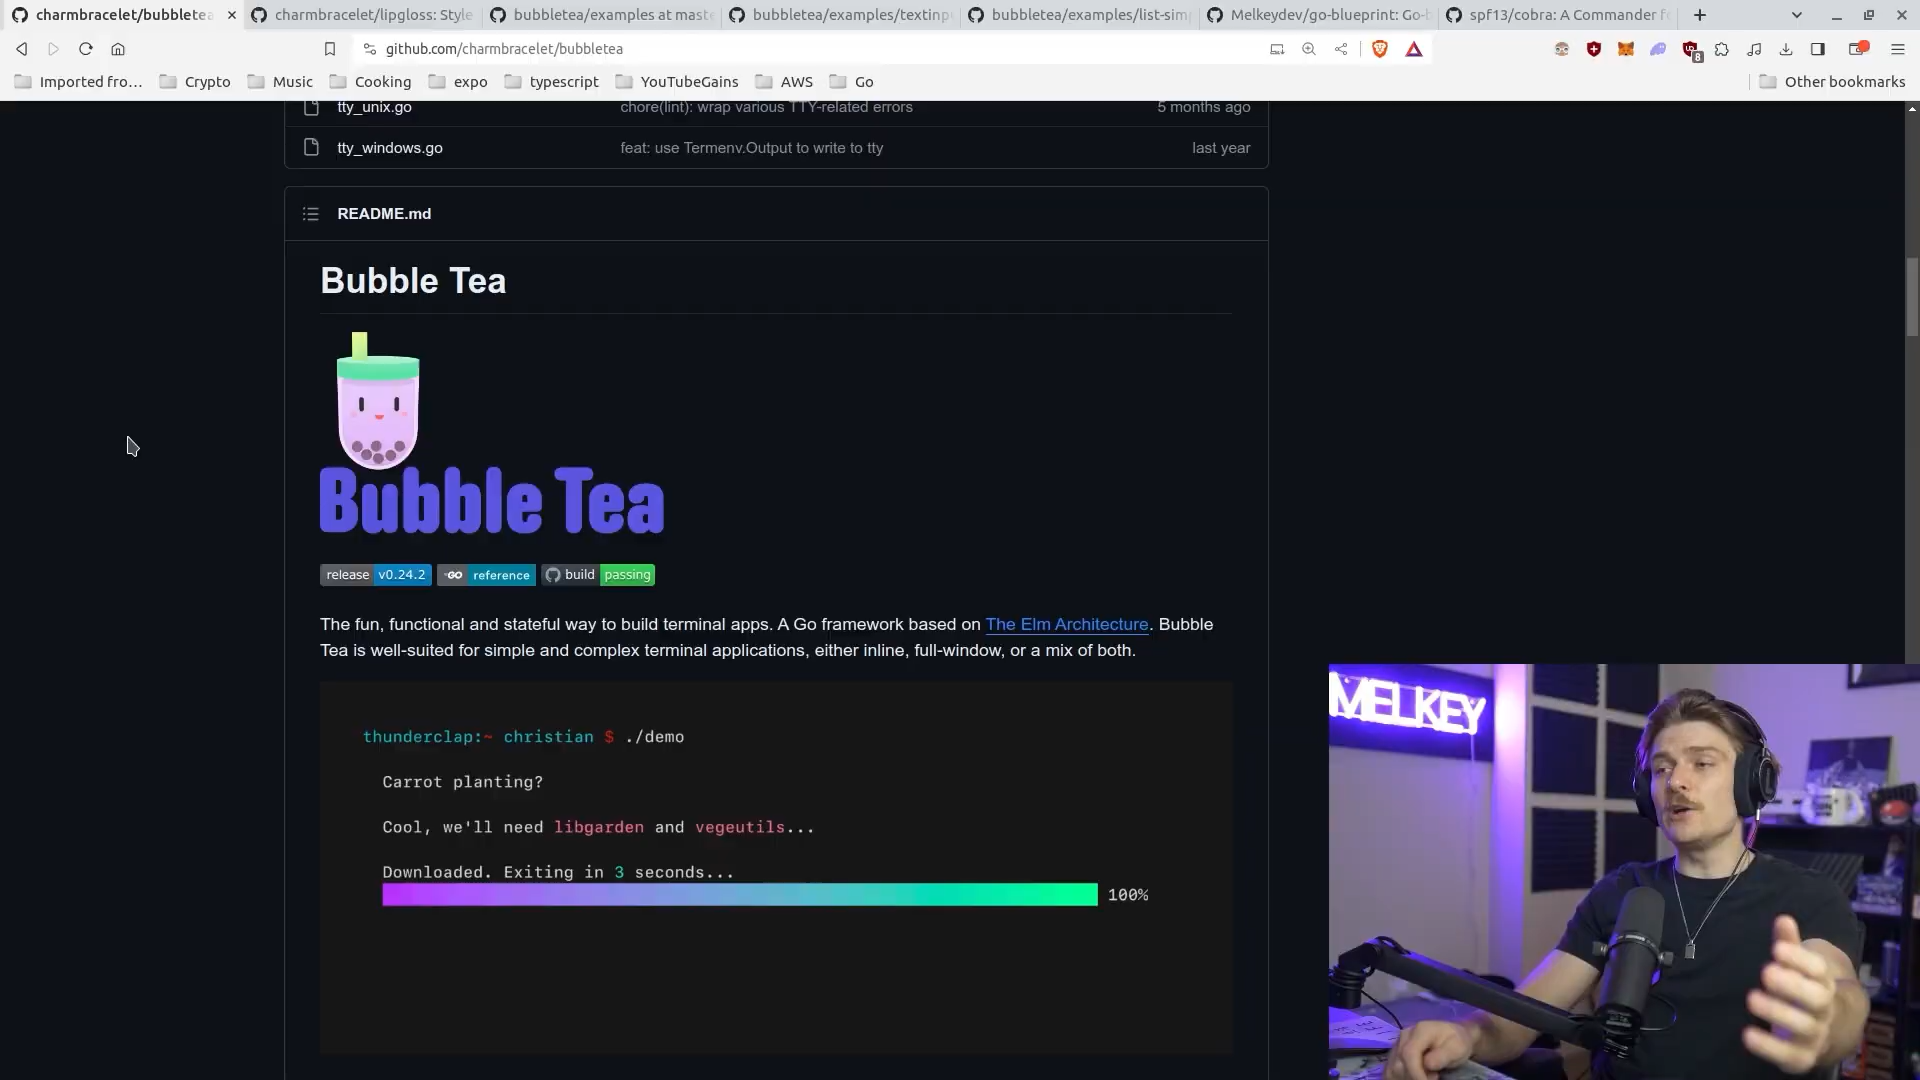 charmbracelet/bubbletea
charmbracelet/lipgloss: Style
bubbletea/examples at maste
bubbletea/examples/textinpu
bubbletea/examples/list-sim
Melkeydev/go-blueprint: Go-b
spf13/cobra: A Commander fo
github.com/charmbracelet/bubbletea
8
Imported fro...
Crypto
Music
Cooking
expo
typescript
YouTubeGains
AWS
Go
Other bookmarks
tty_unix.go chore(lint): wrap various TTY-related errors 5 months ago
tty_windows.go feat: use Termenv.Output to write to tty last year
README.md
Bubble Tea
Bubble Tea
release v0.24.2 GO reference build passing
The fun, functional and stateful way to build terminal apps. A Go framework based on The Elm Architecture. Bubble
Tea is well-suited for simple and complex terminal applications, either inline, full-window, or a mix of both.
thunderclap:~ christian $ ./demo
Carrot planting?
Cool, we'll need libgarden and vegeutils...
Downloaded. Exiting in 3 seconds...
100%
MELKEY